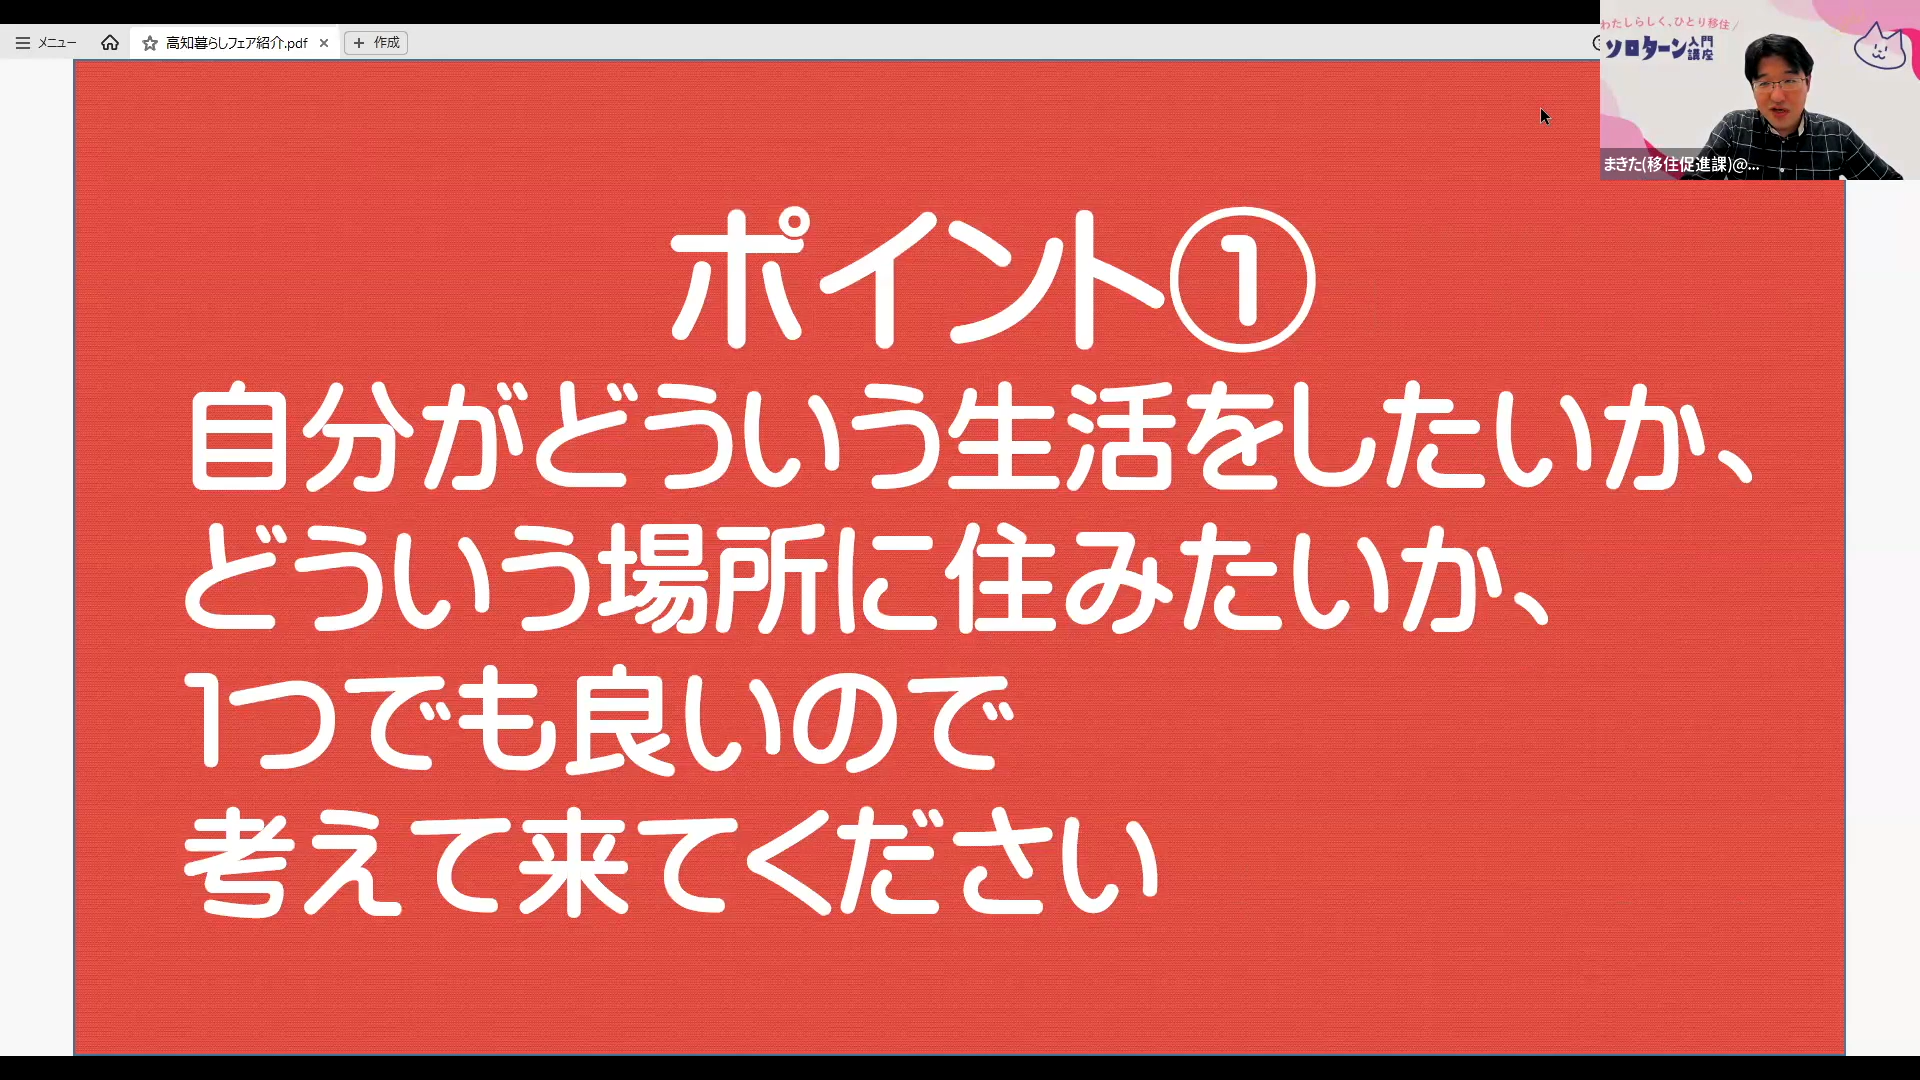 メニュー
高知暮らしフェア紹介.pdf
作成
わたしらしく、ひとり移住
ソロターン入門講座
まきた(移住促進課)@...
ポイント①
自分がどういう生活をしたいか、
どういう場所に住みたいか、
1つでも良いので
考えて来てください